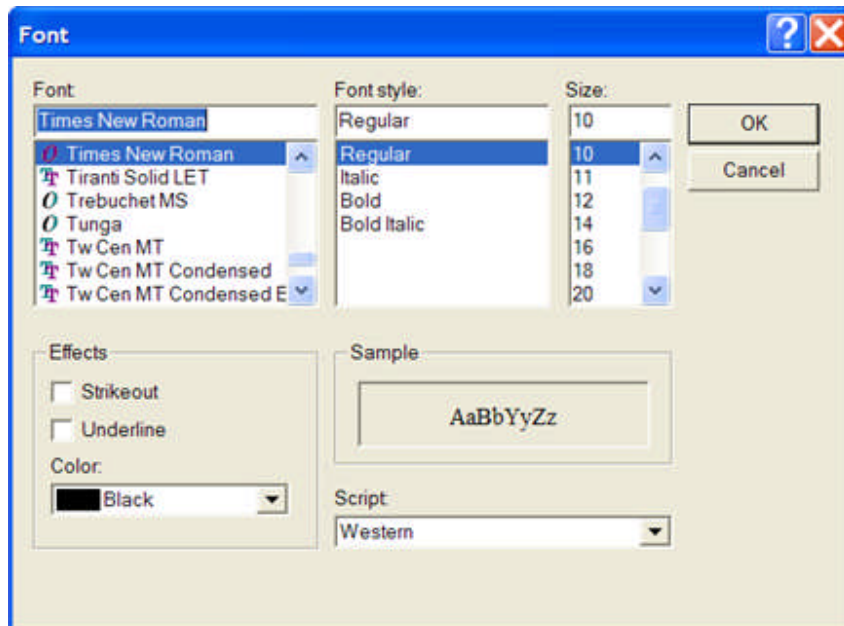 Font
Font:
Font style:
Size:
Times New Roman
Regular
10
OK
Cancel
Times New Roman
Tiranti Solid LET
Trebuchet MS
Tunga
Tw Cen MT
Tw Cen MT Condensed
Tw Cen MT Condensed E
Regular
Italic
Bold
Bold Italic
10
11
12
14
16
18
20
Effects
Strikeout
Underline
Color:
Black
Sample
AaBbYyZz
Script:
Western